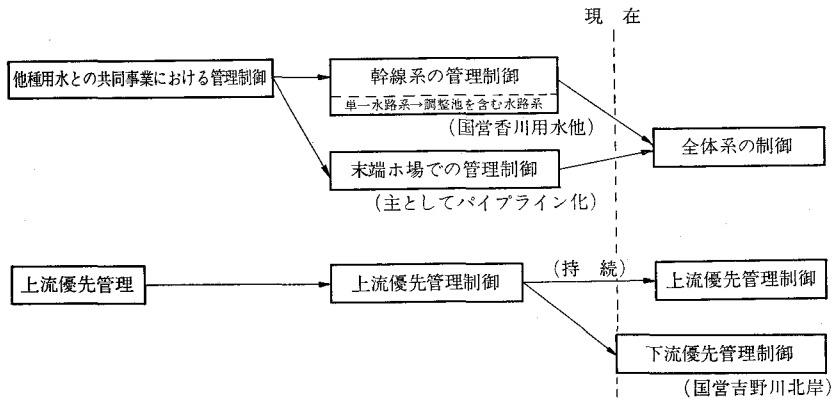 現 在
他種用水との共同事業における管理制御
幹線系の管理制御
単一水路系→調整池を含む水路系
(国営香川用水他)
全体系の制御
末端ホ場での管理制御
(主としてパイプライン化)
上流優先管理
上流優先管理制御
(持 続)
上流優先管理制御
下流優先管理制御
(国営吉野川北岸)